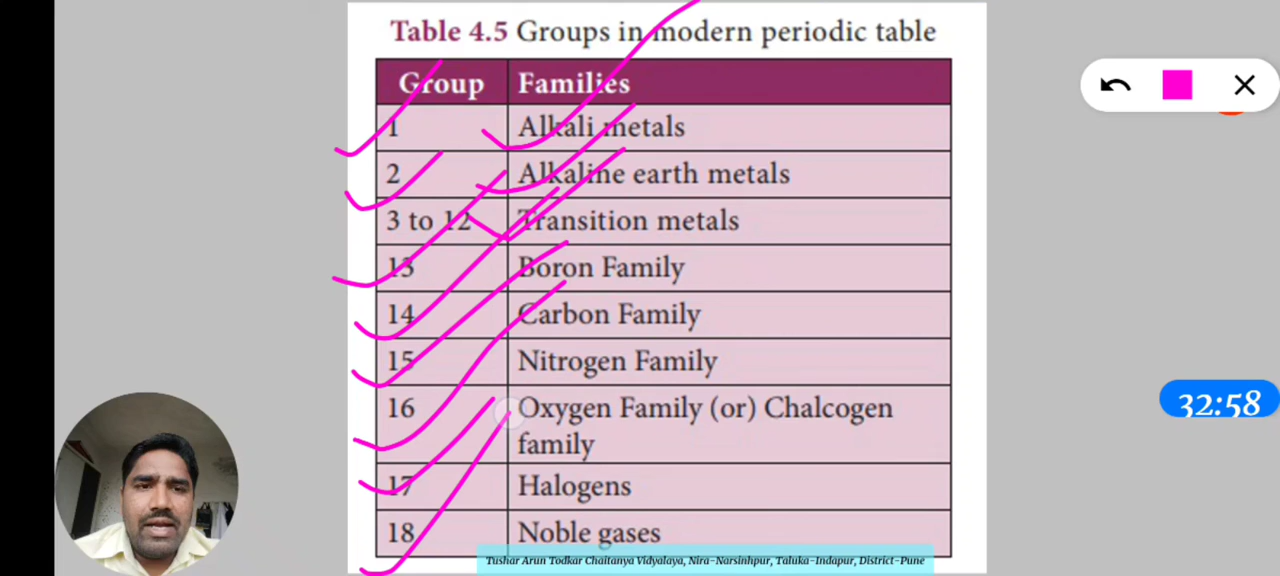 Table 4.5 Groups in modern periodic table
Group Families
1 Alkali metals
2 Alkaline earth metals
3 to 12 Transition metals
13 Boron Family
14 Carbon Family
15 Nitrogen Family
16 Oxygen Family (or) Chalcogen
family
17 Halogens
18 Noble gases
32:58
Tushar Arun Todkar Chaitanya Vidyalaya, Nira-Narsinhpur, Taluka-Indapur, District-Pune